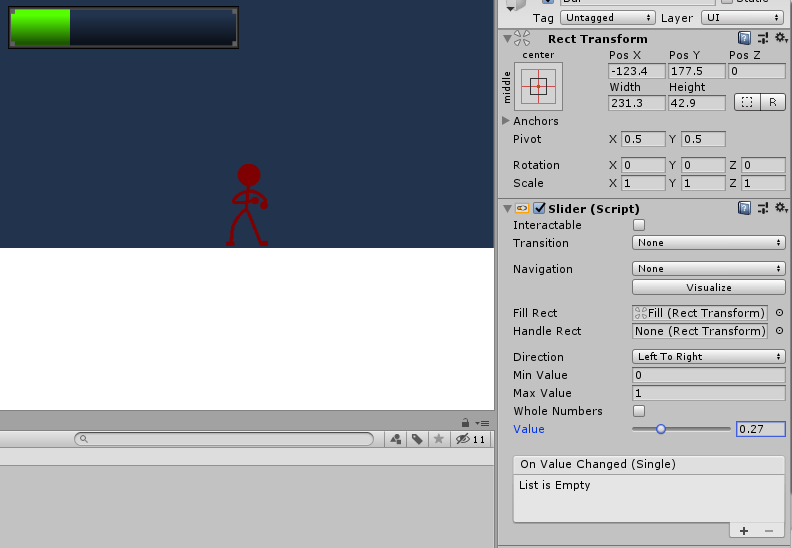 Tag Untagged Layer UI
Rect Transform
center
middle
Pos X Pos Y Pos Z
-123.4 177.5 0
Width Height
231.3 42.9 R
Anchors
Pivot X 0.5 Y 0.5
Rotation X 0 Y 0 Z 0
Scale X 1 Y 1 Z 1
Slider (Script)
Interactable
Transition None
Navigation None
Visualize
Fill Rect Fill (Rect Transform)
Handle Rect None (Rect Transform)
Direction Left To Right
Min Value 0
Max Value 1
Whole Numbers
Value 0.27
11
On Value Changed (Single)
List is Empty